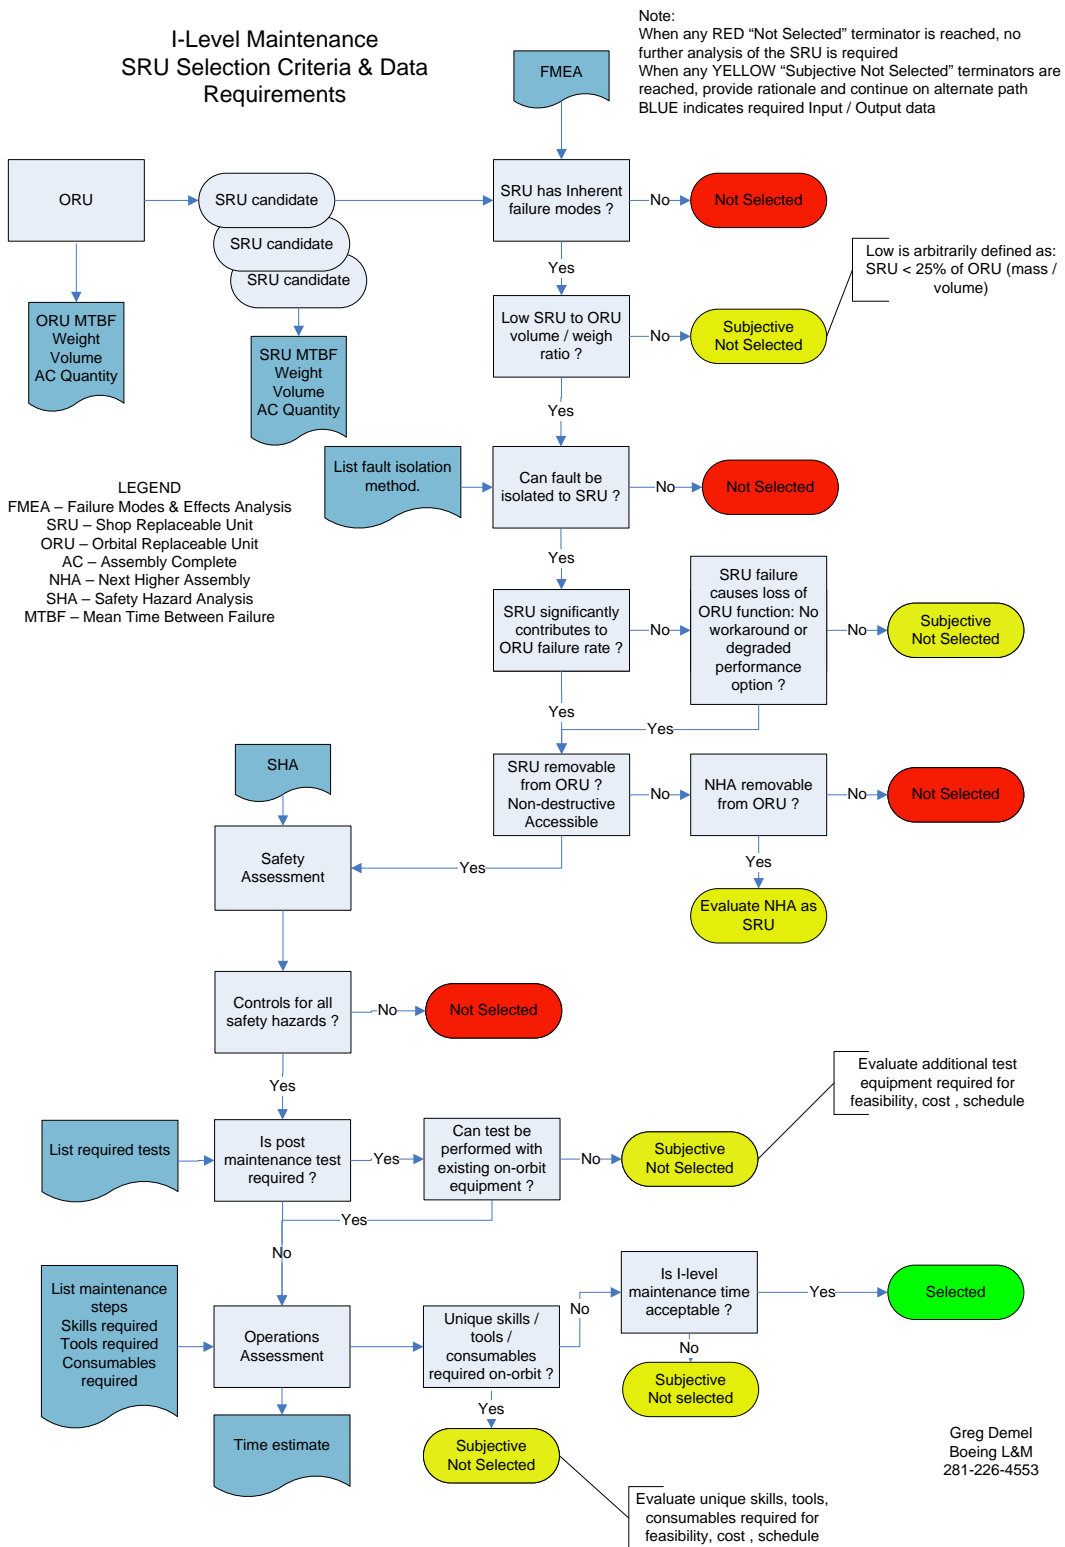 I-Level Maintenance
SRU Selection Criteria & Data
Requirements
Note:
When any RED “Not Selected” terminator is reached, no
further analysis of the SRU is required
When any YELLOW “Subjective Not Selected” terminators are
reached, provide rationale and continue on alternate path
BLUE indicates required Input / Output data
FMEA
ORU
SRU candidate
SRU candidate
SRU candidate
SRU has Inherent
failure modes ?
No
Not Selected
Yes
Low is arbitrarily defined as:
SRU < 25% of ORU (mass /
volume)
ORU MTBF
Weight
Volume
AC Quantity
SRU MTBF
Weight
Volume
AC Quantity
Low SRU to ORU
volume / weigh
ratio ?
No
Subjective
Not Selected
Yes
List fault isolation
method.
Can fault be
isolated to SRU ?
No
Not Selected
Yes
LEGEND
FMEA – Failure Modes & Effects Analysis
SRU – Shop Replaceable Unit
ORU – Orbital Replaceable Unit
AC – Assembly Complete
NHA – Next Higher Assembly
SHA – Safety Hazard Analysis
MTBF – Mean Time Between Failure
SRU significantly
contributes to
ORU failure rate ?
No
SRU failure
causes loss of
ORU function: No
workaround or
degraded
performance
option ?
No
Subjective
Not Selected
Yes
Yes
SHA
SRU removable
from ORU ?
Non-destructive
Accessible
No
NHA removable
from ORU ?
No
Not Selected
Yes
Yes
Evaluate NHA as
SRU
Safety
Assessment
Controls for all
safety hazards ?
No
Not Selected
Yes
Evaluate additional test
equipment required for
feasibility, cost , schedule
List required tests
Is post
maintenance test
required ?
Yes
Can test be
performed with
existing on-orbit
equipment ?
No
Subjective
Not Selected
Yes
No
List maintenance
steps
Skills required
Tools required
Consumables
required
Operations
Assessment
Unique skills /
tools /
consumables
required on-orbit ?
No
Is I-level
maintenance time
acceptable ?
Yes
Selected
No
Subjective
Not selected
Yes
Time estimate
Subjective
Not Selected
Evaluate unique skills, tools,
consumables required for
feasibility, cost , schedule
Greg Demel
Boeing L&M
281-226-4553